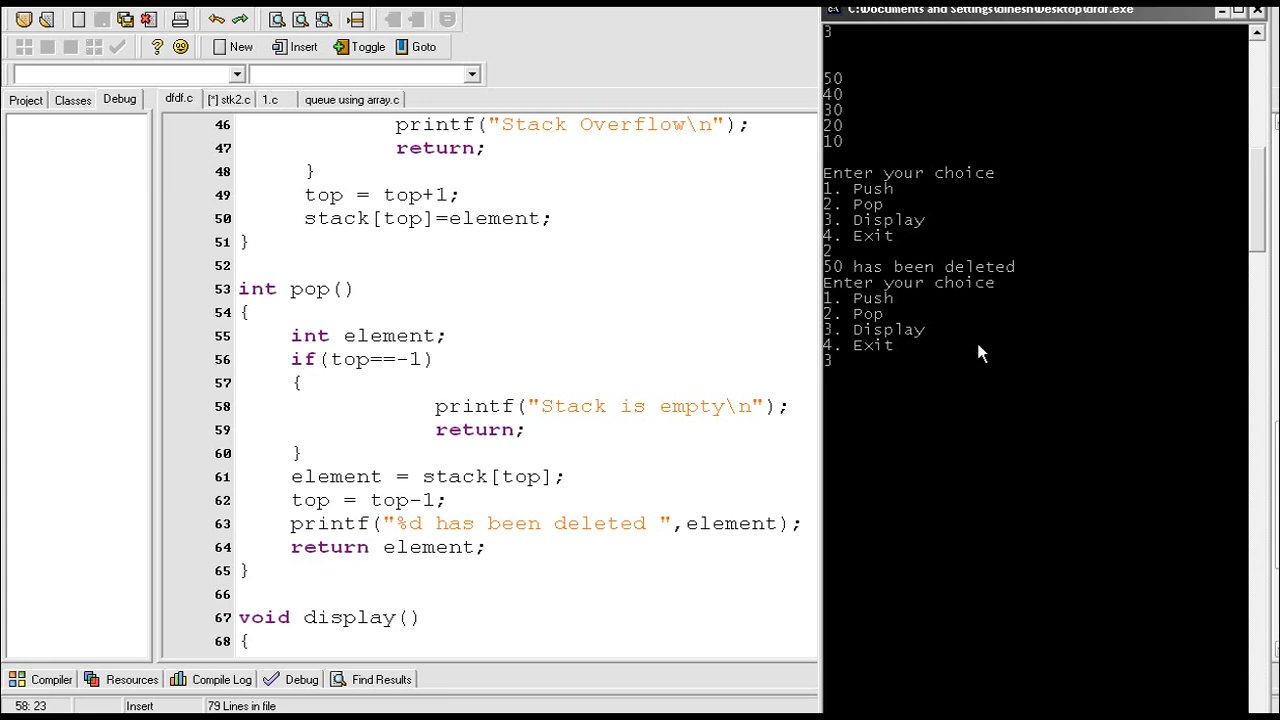 New Insert Toggle Goto
Project Classes Debug
dfdf.c [*] stk2.c 1.c queue using array.c
46 printf("Stack Overflow\n");
47 return;
48 }
49 top = top+1;
50 stack[top]=element;
51 }
52
53 int pop()
54 {
55 int element;
56 if(top==-1)
57 {
58 printf("Stack is empty\n");
59 return;
60 }
61 element = stack[top];
62 top = top-1;
63 printf("%d has been deleted ",element);
64 return element;
65 }
66
67 void display()
68 {
Compiler Resources Compile Log Debug Find Results
58: 23 Insert 79 Lines in file
C:\Documents and Settings\dinesh\Desktop\dfdf.exe
3
50
40
30
20
10
Enter your choice
1. Push
2. Pop
3. Display
4. Exit
2
50 has been deleted
Enter your choice
1. Push
2. Pop
3. Display
4. Exit
3